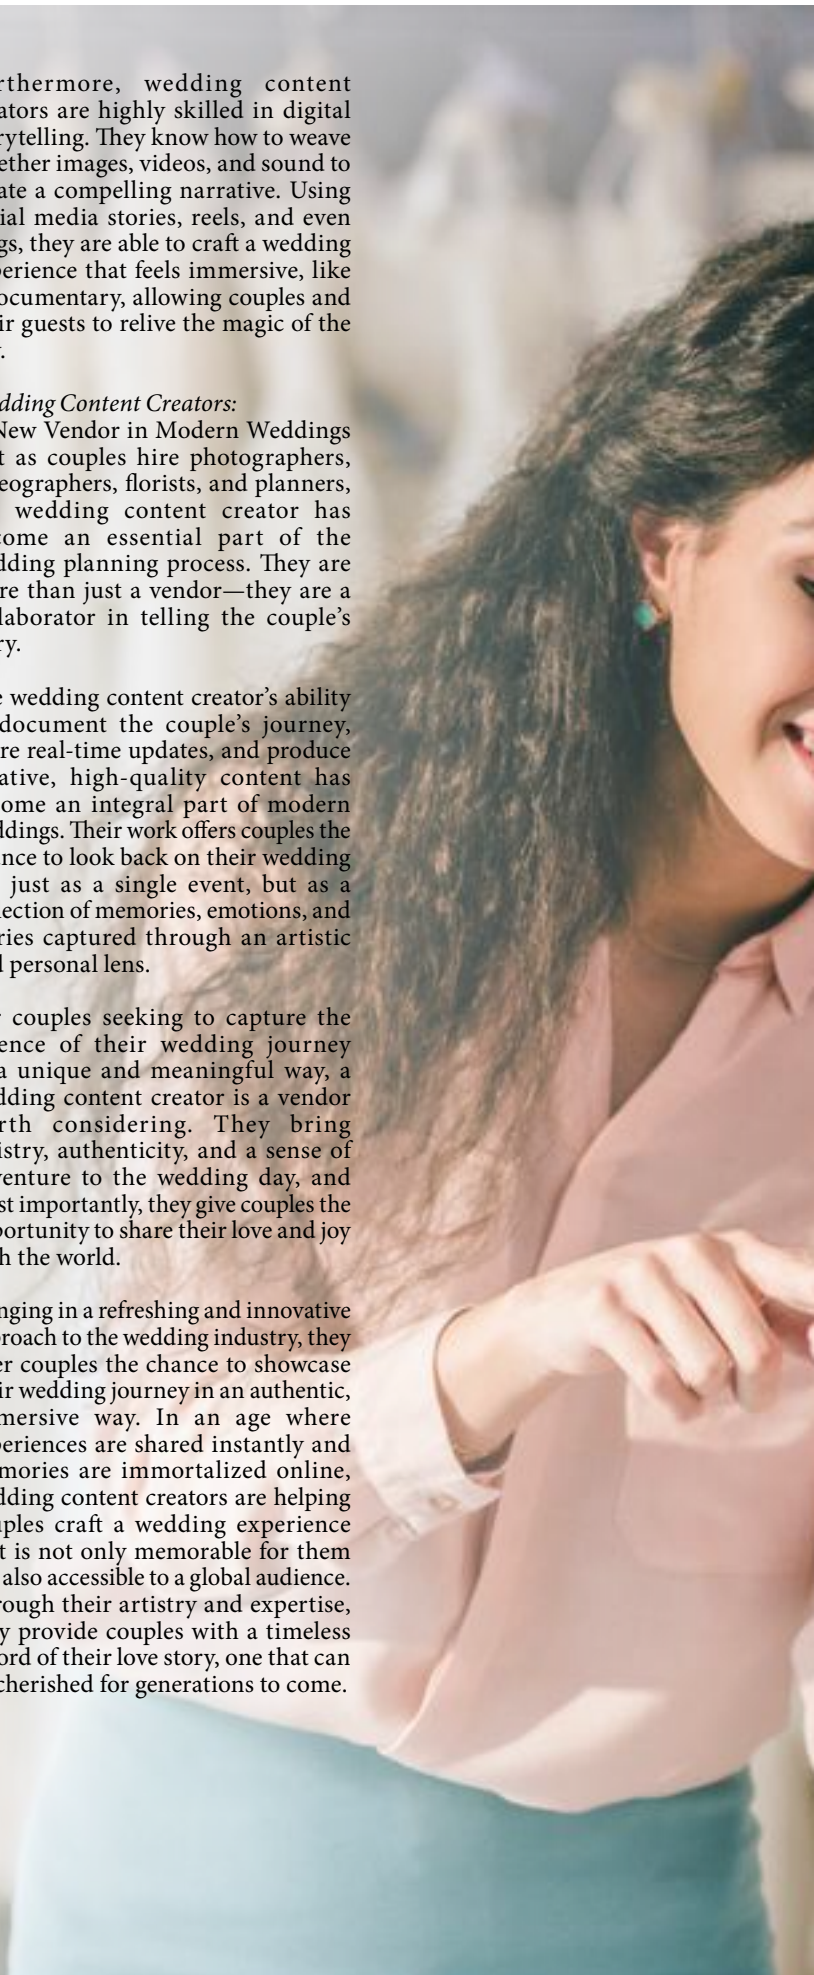 rthermore, wedding content
ators are highly skilled in digital
rytelling. They know how to weave
ether images, videos, and sound to
ate a compelling narrative. Using
ial media stories, reels, and even
gs, they are able to craft a wedding
perience that feels immersive, like
ocumentary, allowing couples and
ir guests to relive the magic of the
.
dding Content Creators:
New Vendor in Modern Weddings
t as couples hire photographers,
eographers, florists, and planners,
wedding content creator has
ome an essential part of the
dding planning process. They are
re than just a vendor—they are a
laborator in telling the couple's
ry.
e wedding content creator's ability
document the couple's journey,
re real-time updates, and produce
ative, high-quality content has
ome an integral part of modern
ddings. Their work offers couples the
ance to look back on their wedding
just as a single event, but as a
lection of memories, emotions, and
ries captured through an artistic
d personal lens.
r couples seeking to capture the
ence of their wedding journey
a unique and meaningful way, a
dding content creator is a vendor
rth considering. They bring
istry, authenticity, and a sense of
venture to the wedding day, and
st importantly, they give couples the
portunity to share their love and joy
h the world.
nging in a refreshing and innovative
roach to the wedding industry, they
er couples the chance to showcase
ir wedding journey in an authentic,
mersive way. In an age where
periences are shared instantly and
mories are immortalized online,
dding content creators are helping
uples craft a wedding experience
t is not only memorable for them
also accessible to a global audience.
rough their artistry and expertise,
y provide couples with a timeless
ord of their love story, one that can
cherished for generations to come.